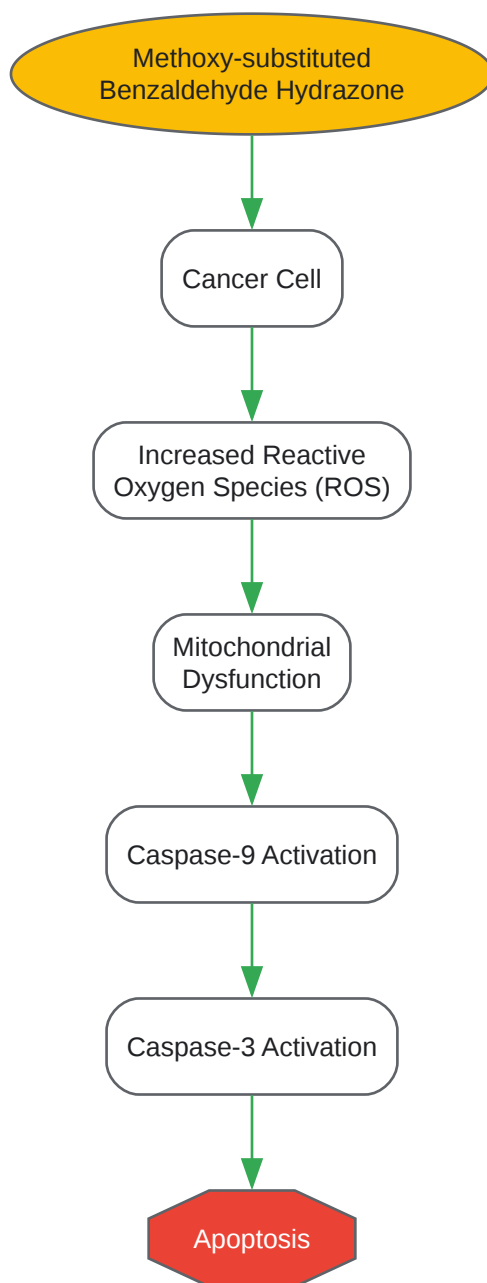 Methoxy-substituted
Benzaldehyde Hydrazone
Cancer Cell
Increased Reactive
Oxygen Species (ROS)
Mitochondrial
Dysfunction
Caspase-9 Activation
Caspase-3 Activation
Apoptosis